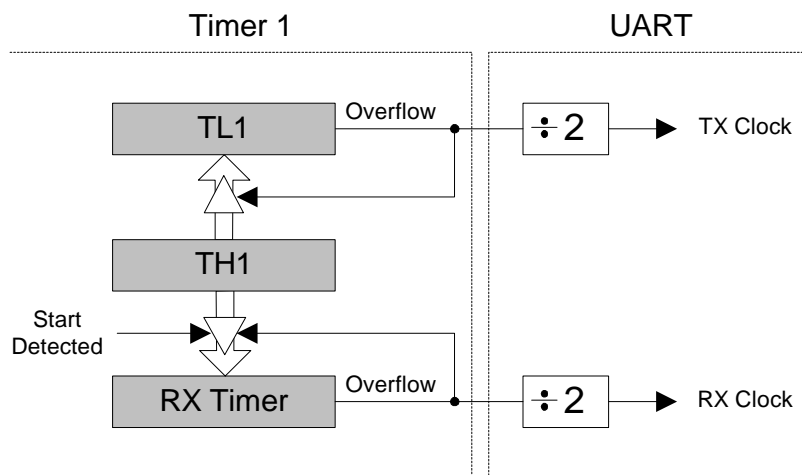 Timer 1
UART
TL1
Overflow
÷ 2
TX Clock
TH1
Start
Detected
RX Timer
Overflow
÷ 2
RX Clock